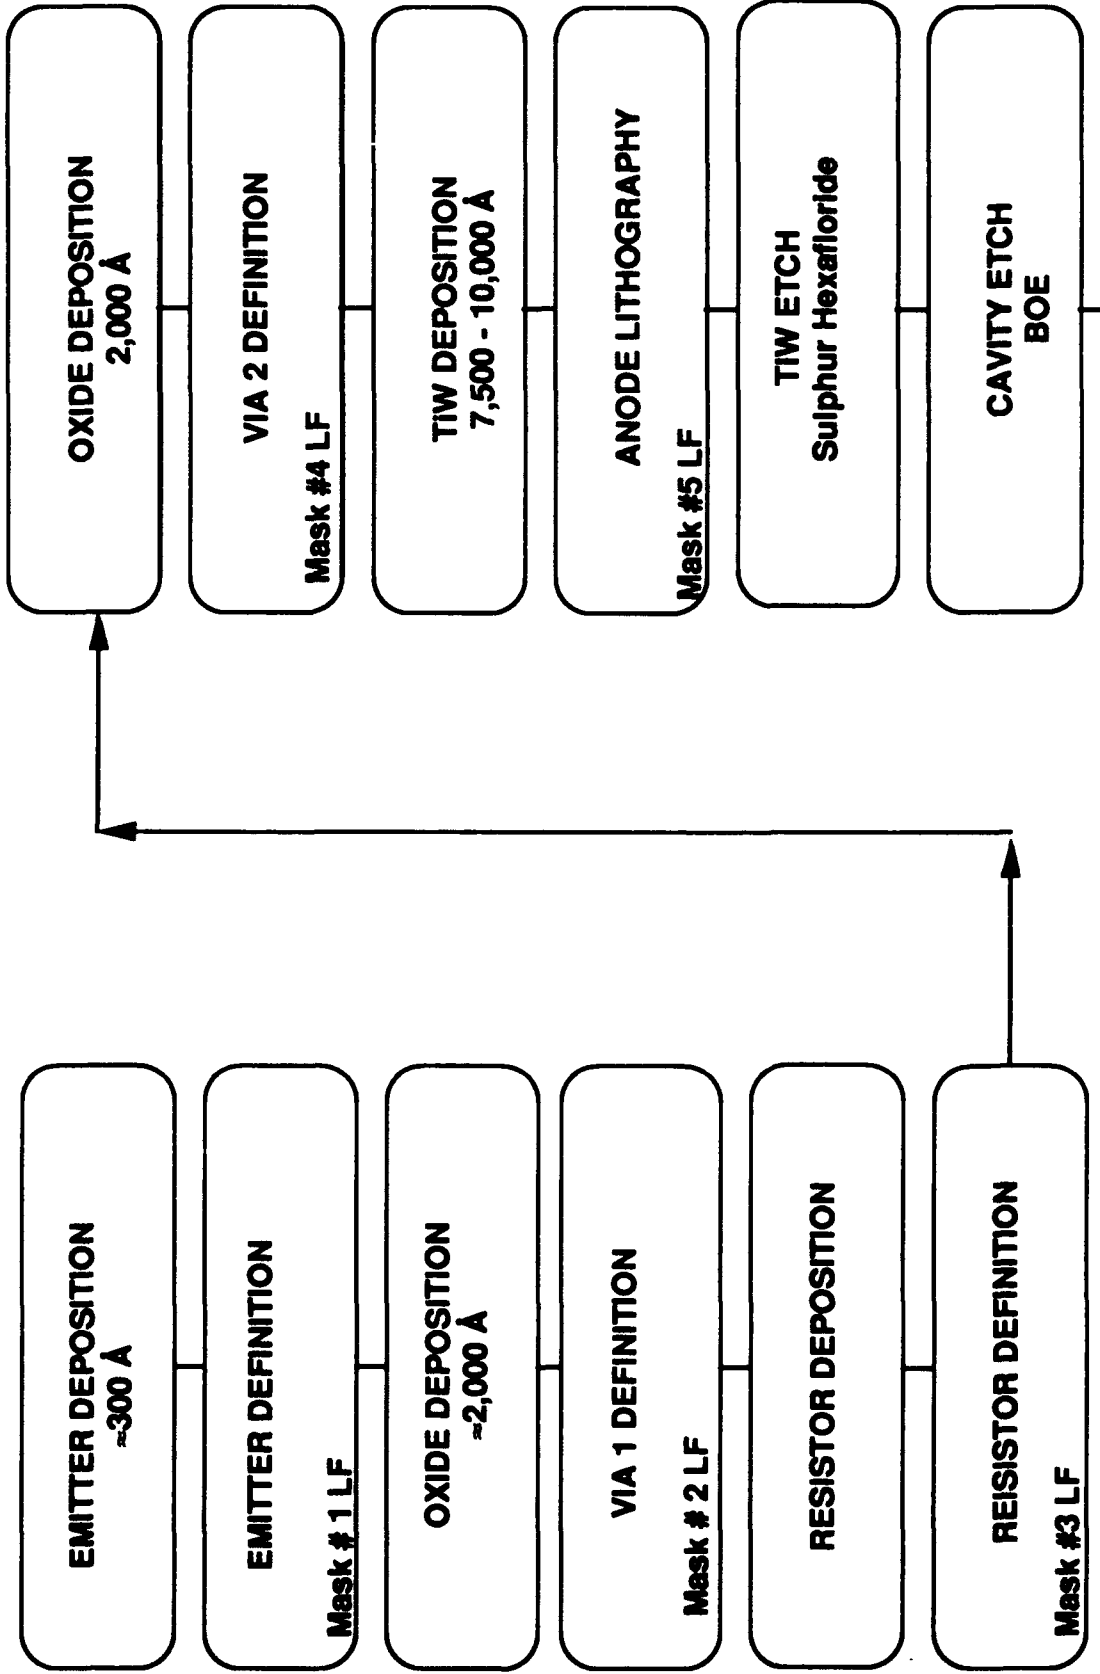 EMITTER DEPOSITION
≈300 Å
EMITTER DEFINITION
Mask # 1 LF
OXIDE DEPOSITION
≈2,000 Å
VIA 1 DEFINITION
Mask # 2 LF
RESISTOR DEPOSITION
REISISTOR DEFINITION
Mask #3 LF
OXIDE DEPOSITION
2,000 Å
VIA 2 DEFINITION
Mask #4 LF
TiW DEPOSITION
7,500 - 10,000 Å
ANODE LITHOGRAPHY
Mask #5 LF
TIW ETCH
Sulphur Hexafloride
CAVITY ETCH
BOE